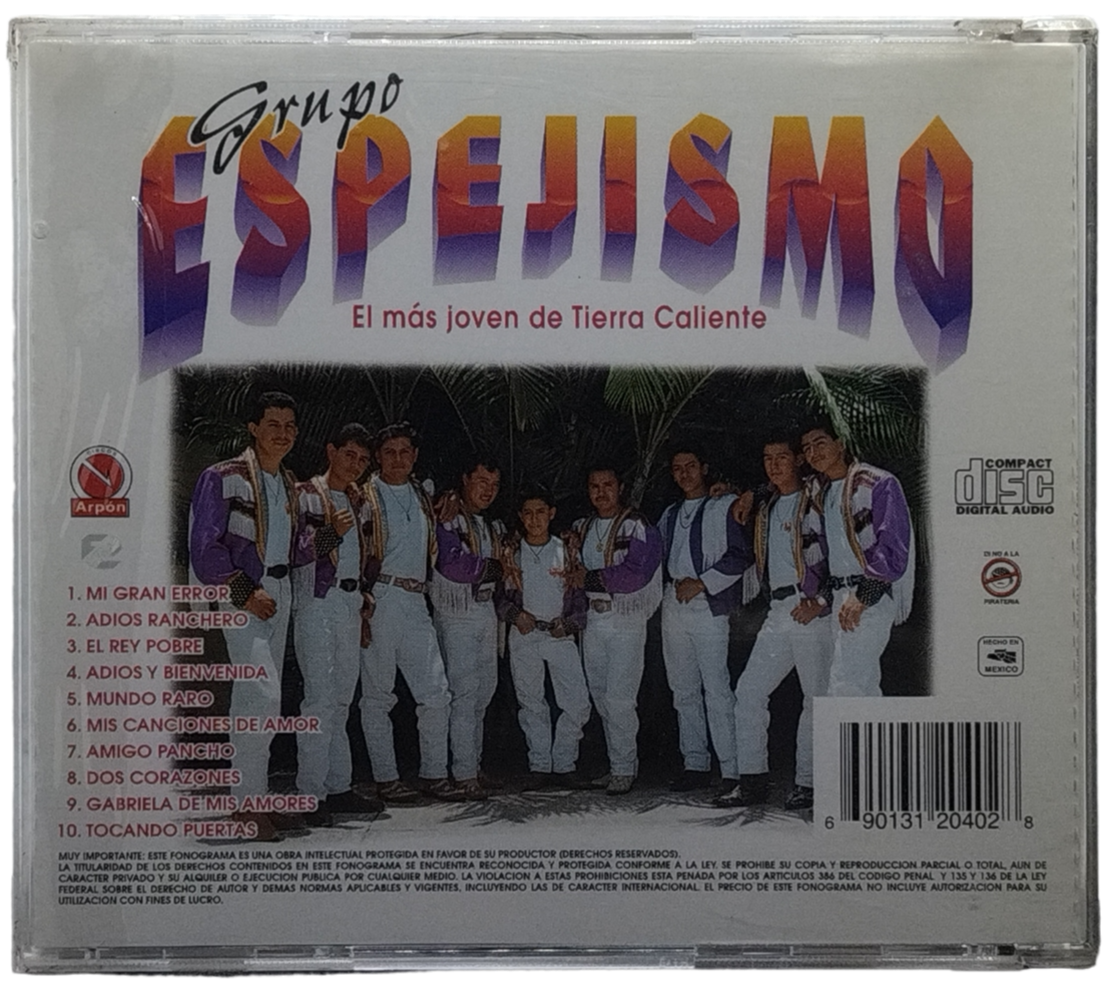 Grupo
ESPEJISMO
El más joven de Tierra Caliente
DISCOS
Arpón
COMPACT
disc
DIGITAL AUDIO
DI NO A LA
PIRATERIA
HECHO EN
MEXICO
1. MI GRAN ERROR
2. ADIOS RANCHERO
3. EL REY POBRE
4. ADIOS Y BIENVENIDA
5. MUNDO RARO
6. MIS CANCIONES DE AMOR
7. AMIGO PANCHO
8. DOS CORAZONES
9. GABRIELA DE MIS AMORES
10. TOCANDO PUERTAS
6 90131 20402 8
MUY IMPORTANTE: ESTE FONOGRAMA ES UNA OBRA INTELECTUAL PROTEGIDA EN FAVOR DE SU PRODUCTOR (DERECHOS RESERVADOS).
LA TITULARIDAD DE LOS DERECHOS CONTENIDOS EN ESTE FONOGRAMA SE ENCUENTRA RECONOCIDA Y PROTEGIDA CONFORME A LA LEY, SE PROHIBE SU COPIA Y REPRODUCCION PARCIAL O TOTAL, AUN DE
CARACTER PRIVADO Y SU ALQUILER O EJECUCION PUBLICA POR CUALQUIER MEDIO. LA VIOLACION A ESTAS PROHIBICIONES ESTA PENADA POR LOS ARTICULOS 386 DEL CODIGO PENAL Y 135 Y 136 DE LA LEY
FEDERAL SOBRE EL DERECHO DE AUTOR Y DEMAS NORMAS APLICABLES Y VIGENTES, INCLUYENDO LAS DE CARACTER INTERNACIONAL. EL PRECIO DE ESTE FONOGRAMA NO INCLUYE AUTORIZACION PARA SU
UTILIZACION CON FINES DE LUCRO.